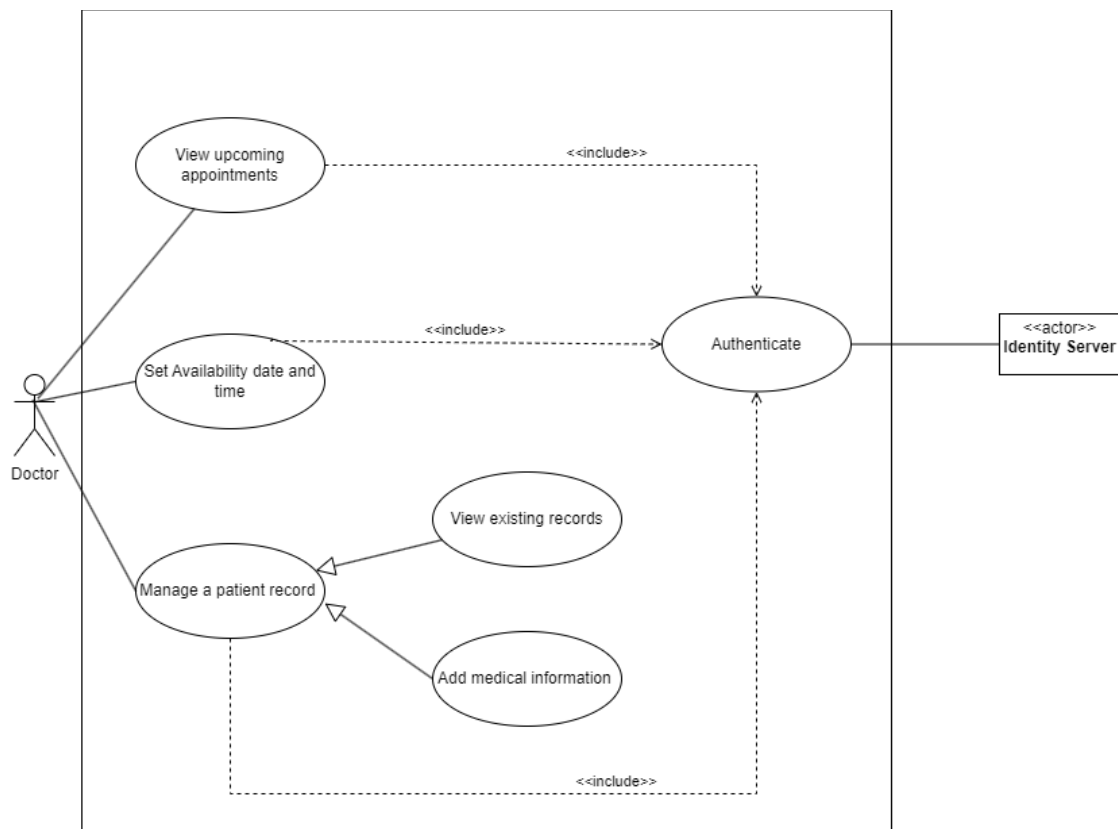 View upcoming
appointments
<<include>>
<<include>>
Authenticate
<<actor>>
Identity Server
Set Availability date and
time
Doctor
View existing records
Manage a patient record
Add medical information
<<include>>